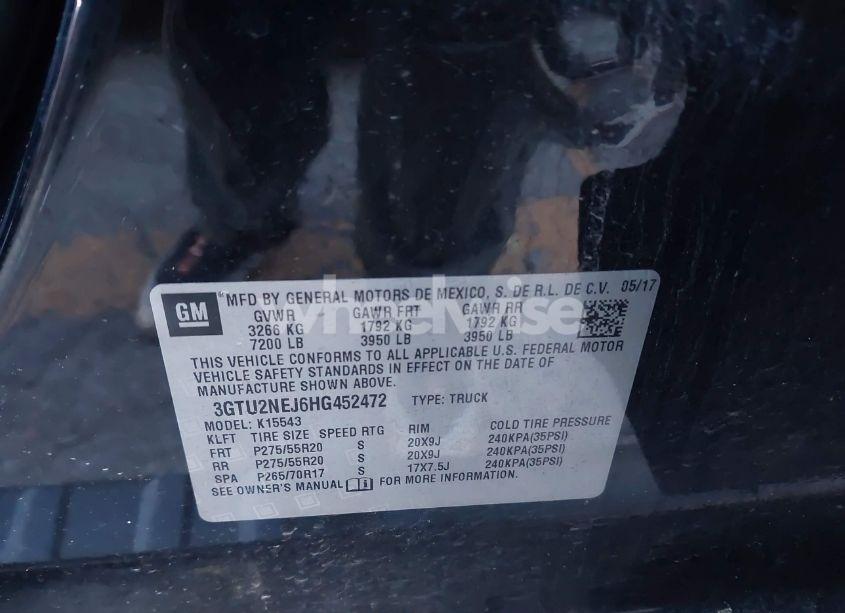 GM
MFD BY GENERAL MOTORS DE MEXICO, S. DE R.L. DE C.V. 05/17
GVWR GAWR FRT GAWR RR
3266 KG 1792 KG 1792 KG
7200 LB 3950 LB 3950 LB
THIS VEHICLE CONFORMS TO ALL APPLICABLE U.S. FEDERAL MOTOR
VEHICLE SAFETY STANDARDS IN EFFECT ON THE DATE OF
MANUFACTURE SHOWN ABOVE.
3GTU2NEJ6HG452472 TYPE: TRUCK
MODEL: K15543
KLFT TIRE SIZE SPEED RTG RIM COLD TIRE PRESSURE
FRT P275/55R20 S 20X9J 240KPA(35PSI)
RR P275/55R20 S 20X9J 240KPA(35PSI)
SPA P265/70R17 S 17X7.5J 240KPA(35PSI)
SEE OWNER'S MANUAL FOR MORE INFORMATION.
wheelwise